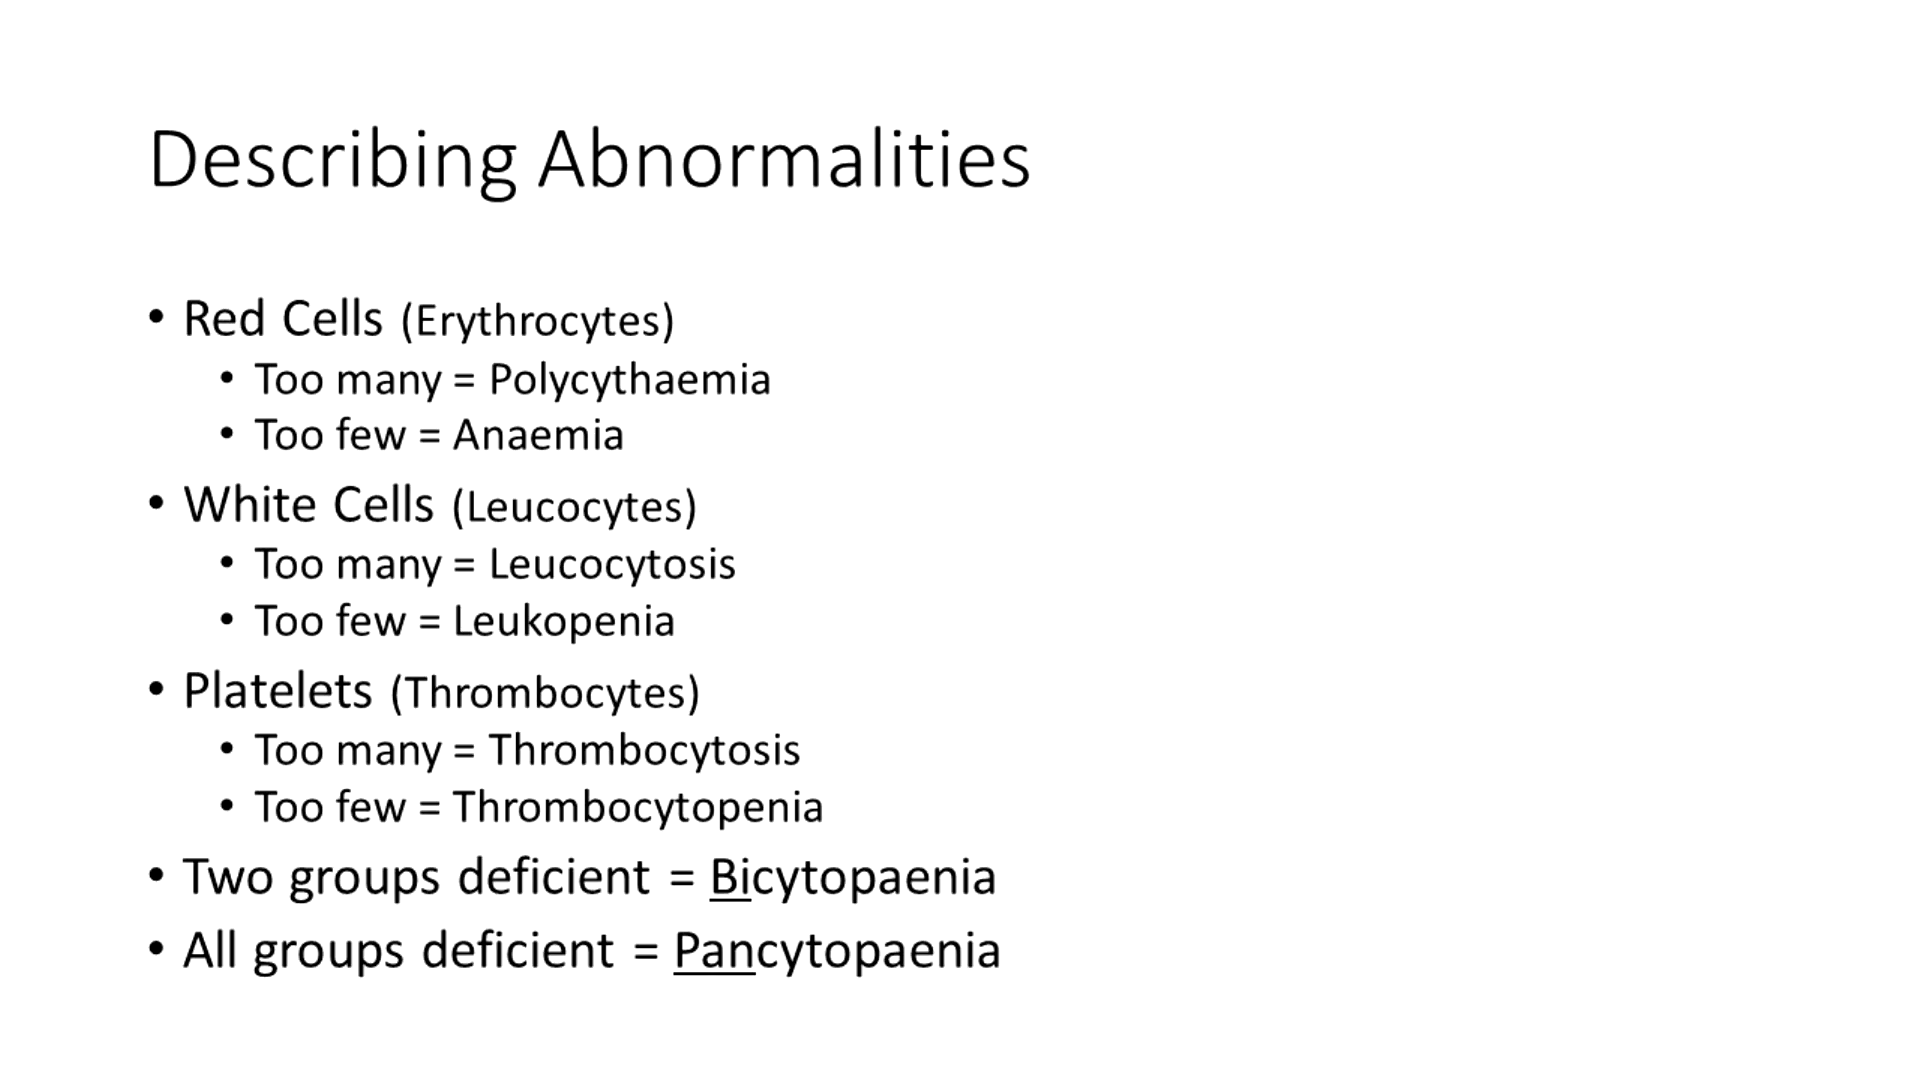 Describing Abnormalities
• Red Cells (Erythrocytes)
• Too many = Polycythaemia
• Too few = Anaemia
• White Cells (Leucocytes)
• Too many = Leucocytosis
• Too few = Leukopenia
• Platelets (Thrombocytes)
• Too many = Thrombocytosis
• Too few = Thrombocytopenia
• Two groups deficient = Bicytopaenia
• All groups deficient = Pancytopaenia